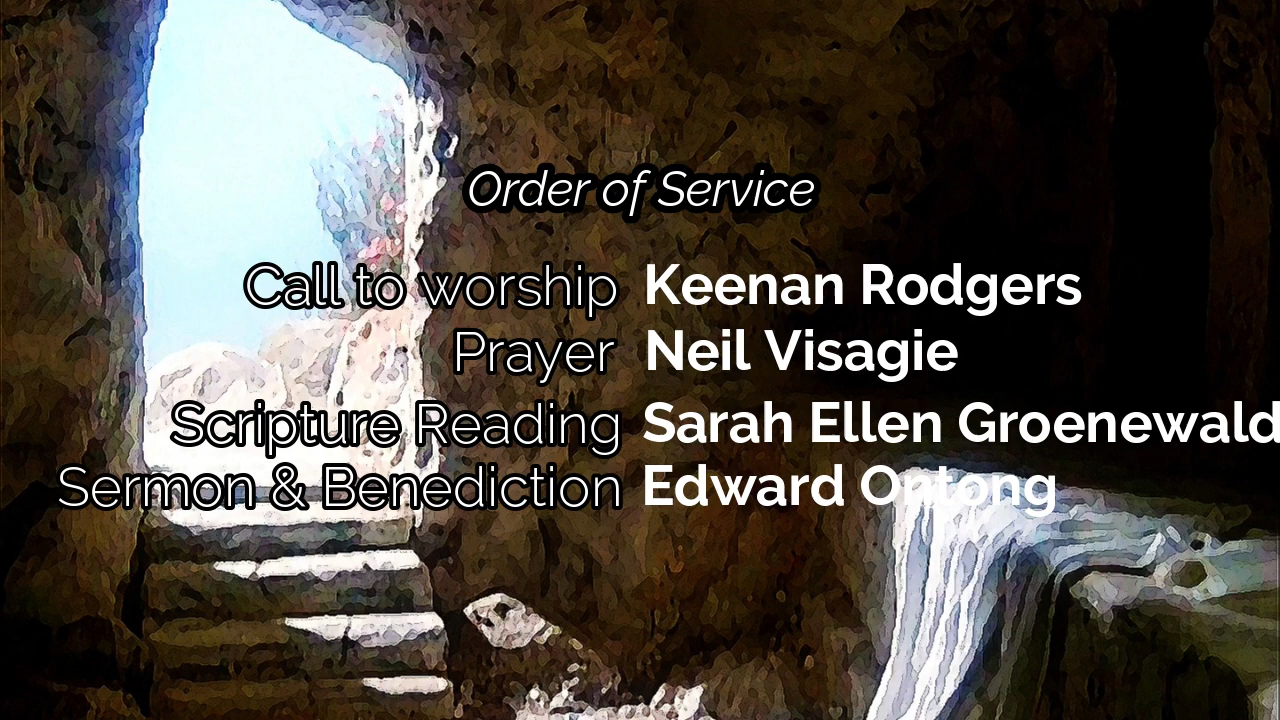 Order of Service
Call to worship Keenan Rodgers
Prayer Neil Visagie
Scripture Reading Sarah Ellen Groenewald
Sermon & Benediction Edward Ontong